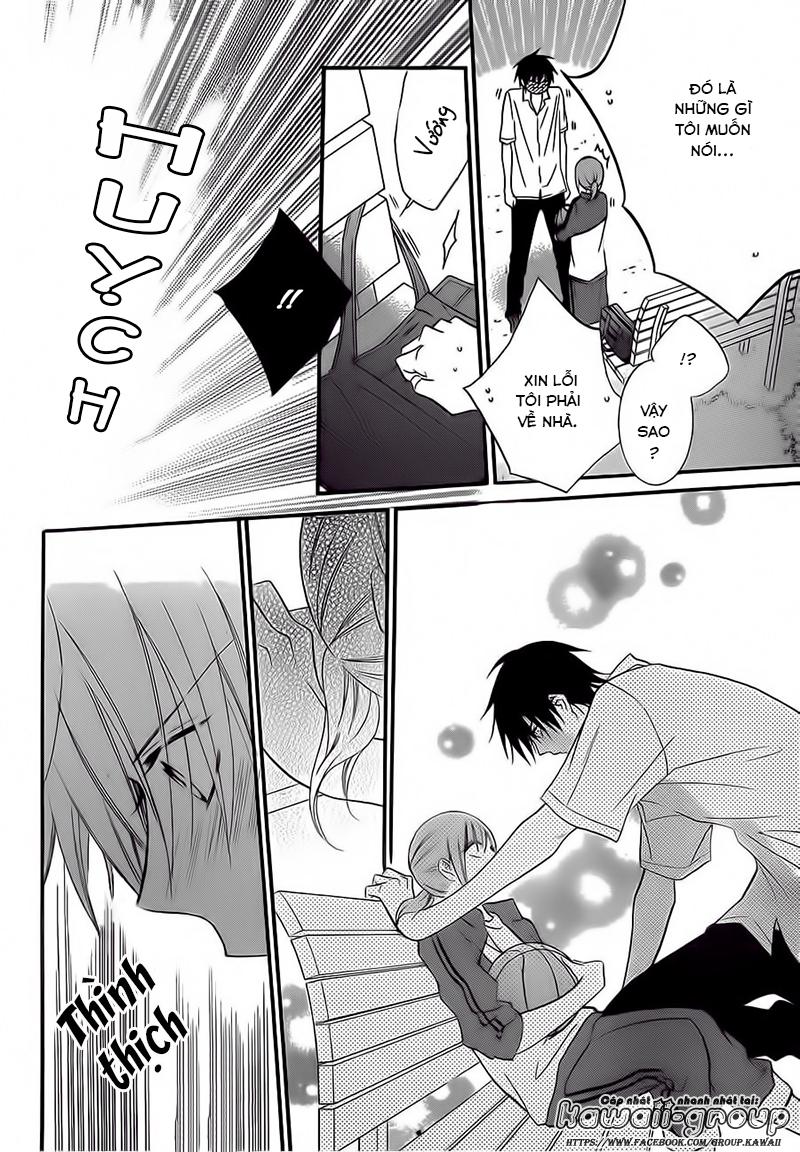 ĐÓ LÀ
NHỮNG GÌ
TÔI MUỐN
NÓI...
!?
VẬY
SAO
?
XIN LỖI
TÔI PHẢI
VỀ NHÀ.
Vướng
!!
HUỴCH
Thình
thịch
Cập nhật nhanh nhất tại:
kawaii-group
HTTPS://WWW.FACEBOOK.COM/GROUP.KAWAII